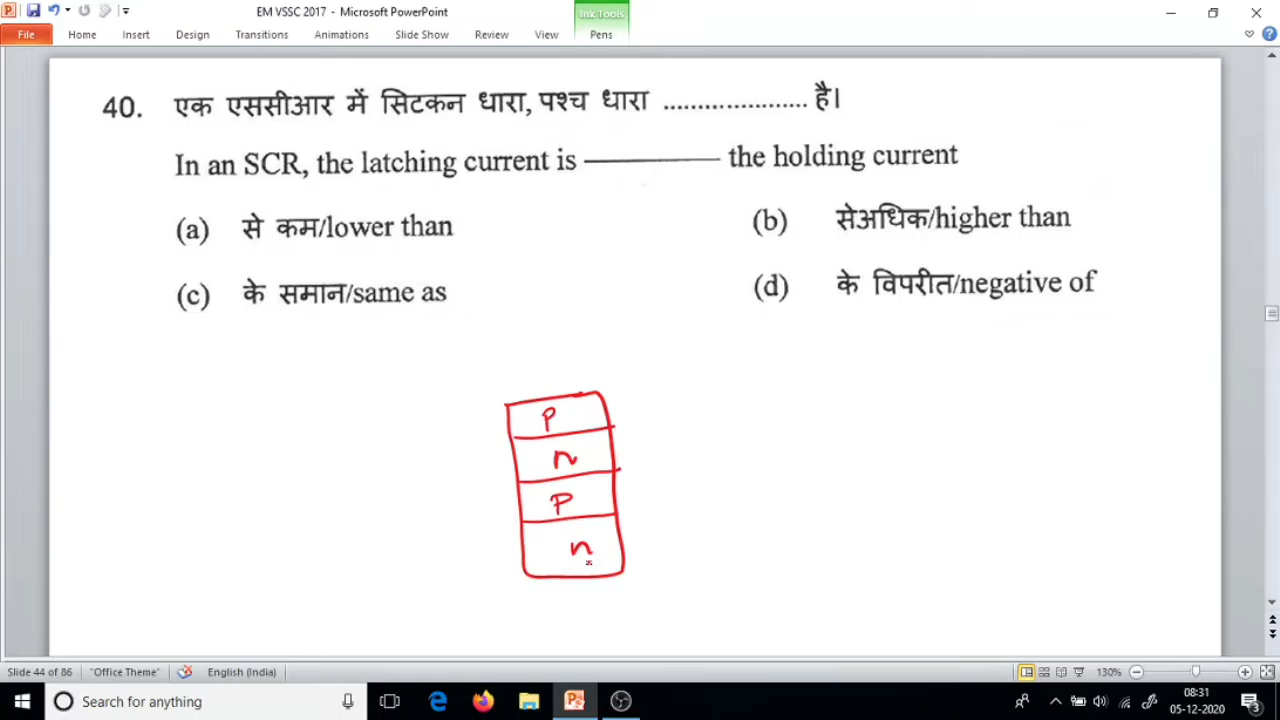 EM VSSC 2017 - Microsoft PowerPoint
Ink Tools
File Home Insert Design Transitions Animations Slide Show Review View Pens
40. एक एससीआर में सिटकन धारा, पश्च धारा ..................... है।
In an SCR, the latching current is ————— the holding current
(a) से कम/lower than (b) सेअधिक/higher than
(c) के समान/same as (d) के विपरीत/negative of
P
n
P
n
Slide 44 of 86 "Office Theme" English (India) 130%
Search for anything
08:31
05-12-2020
3